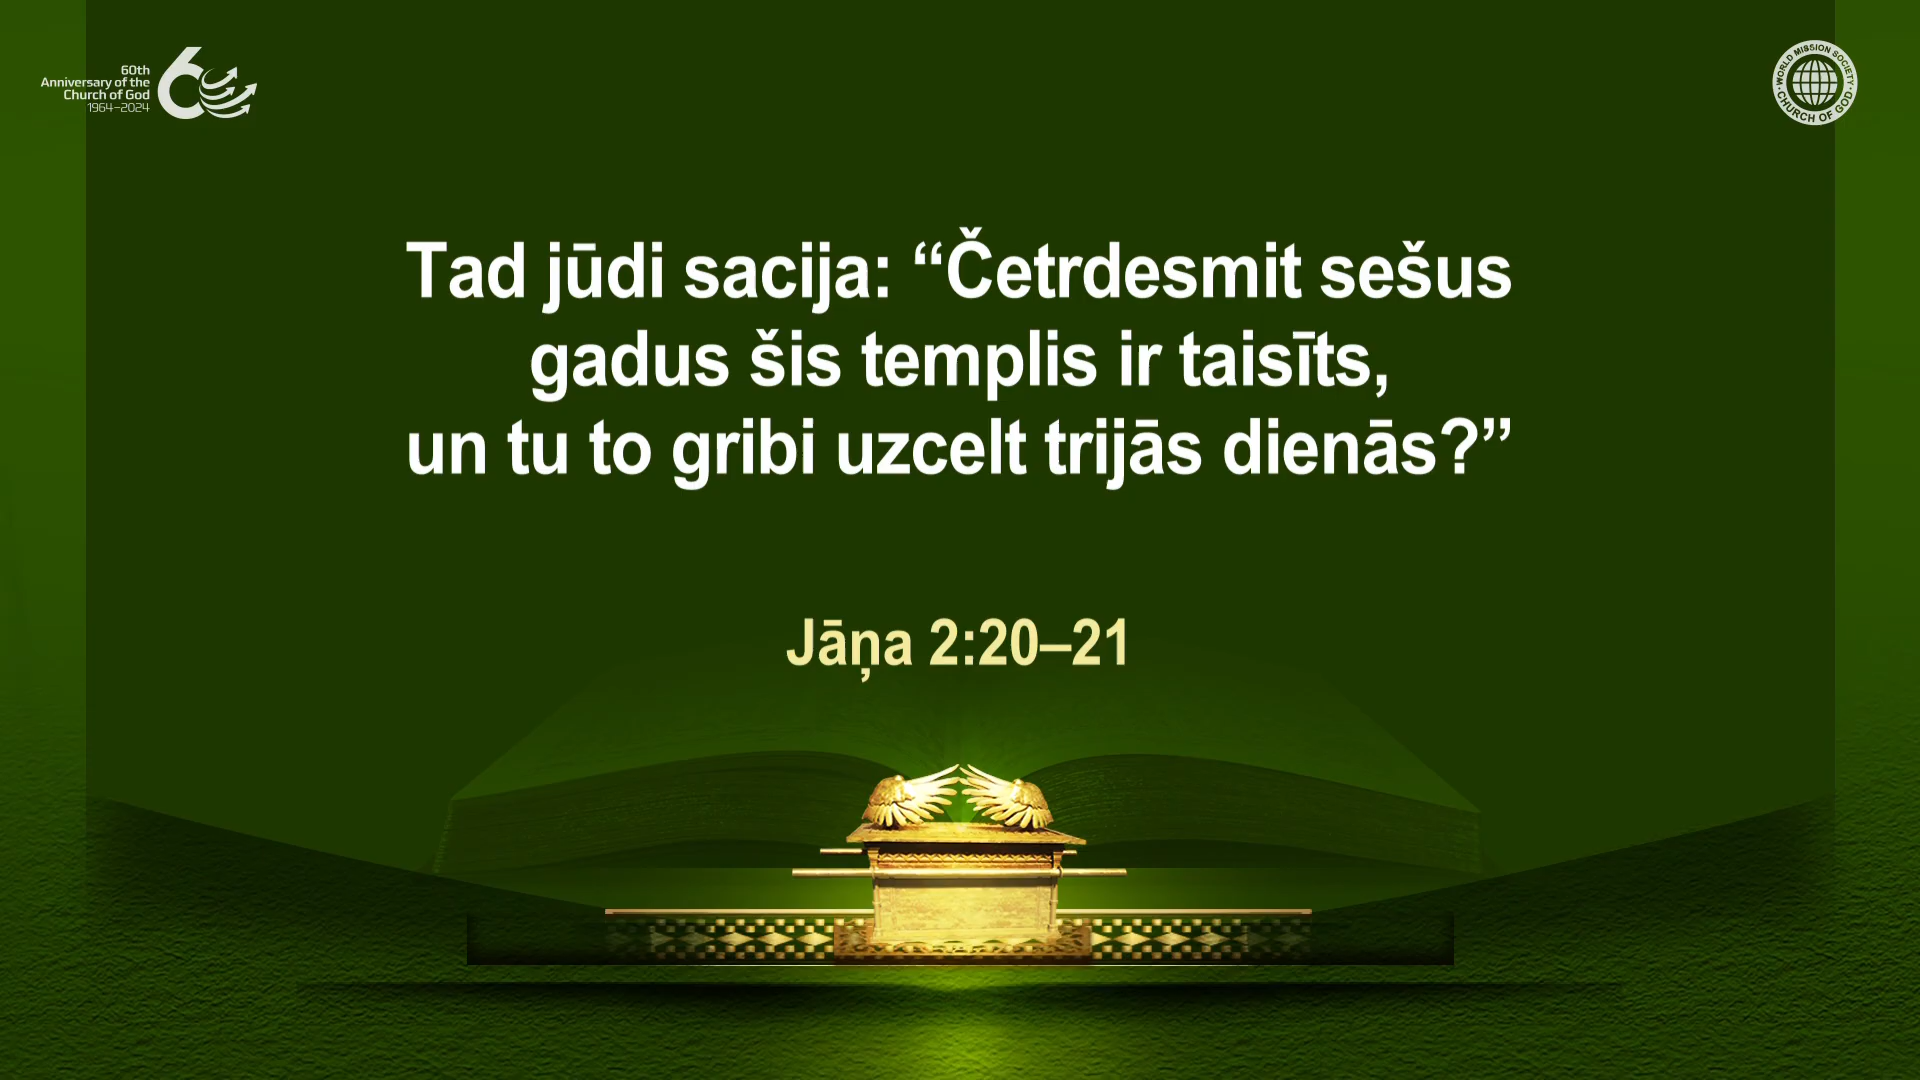 60th
Anniversary of the
Church of God
1964–2024
WORLD MISSION SOCIETY
CHURCH OF GOD
Tad jūdi sacija: “Četrdesmit sešus
gadus šis templis ir taisīts,
un tu to gribi uzcelt trijās dienās?”
Jāņa 2:20–21